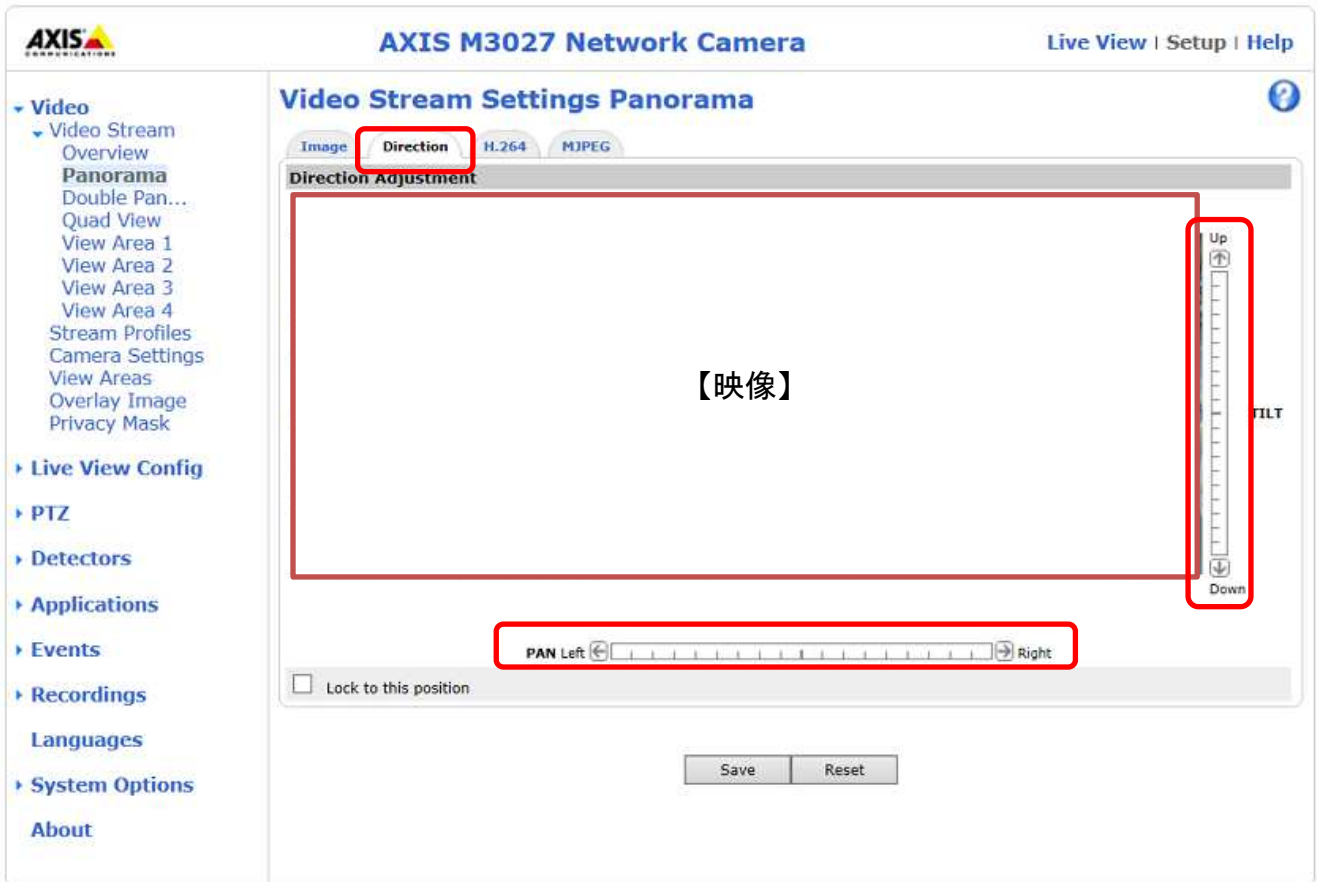 AXIS
COMMUNICATIONS
AXIS M3027 Network Camera
Live View | Setup | Help
Video
Video Stream
Overview
Panorama
Double Pan...
Quad View
View Area 1
View Area 2
View Area 3
View Area 4
Stream Profiles
Camera Settings
View Areas
Overlay Image
Privacy Mask
Live View Config
PTZ
Detectors
Applications
Events
Recordings
Languages
System Options
About
Video Stream Settings Panorama
?
Image Direction H.264 MJPEG
Direction Adjustment
【映像】
Up
TILT
Down
PAN Left Right
Lock to this position
Save Reset